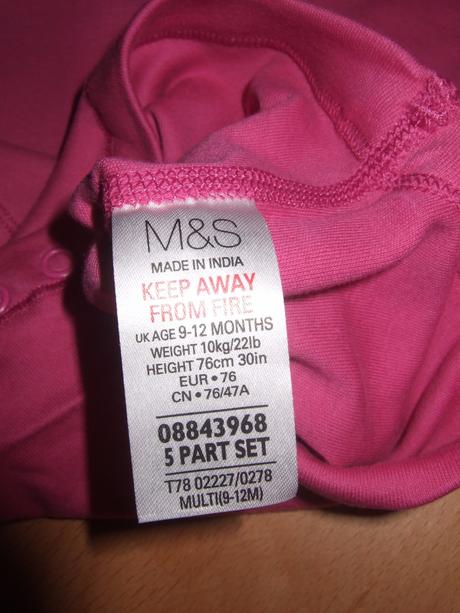 M&S
MADE IN INDIA
KEEP AWAY
FROM FIRE
UK AGE 9-12 MONTHS
WEIGHT 10kg/22lb
HEIGHT 76cm 30in
EUR • 76
CN • 76/47A
08843968
5 PART SET
T78 02227/0278
MULTI(9-12M)